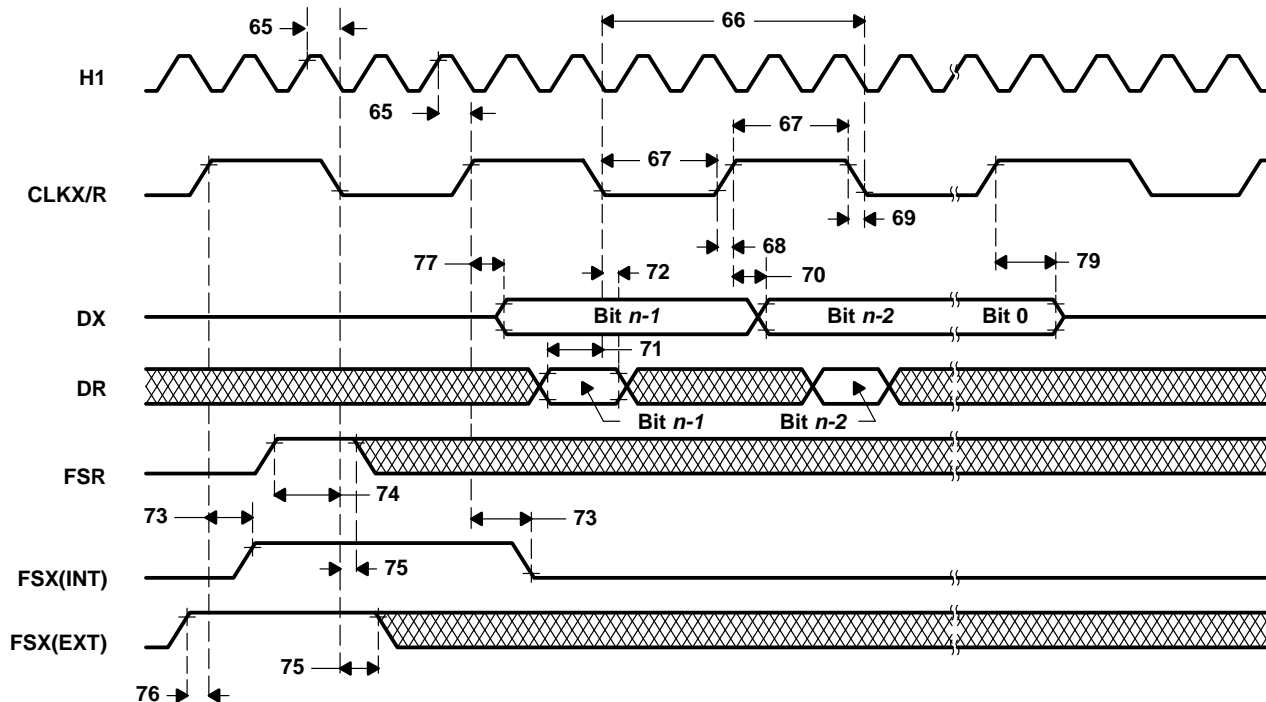 65
66
H1
65
67
67
CLKX/R
69
68
77
72
70
79
DX
Bit n-1
Bit n-2
Bit 0
71
DR
Bit n-1
Bit n-2
FSR
74
73
73
FSX(INT)
75
FSX(EXT)
75
76